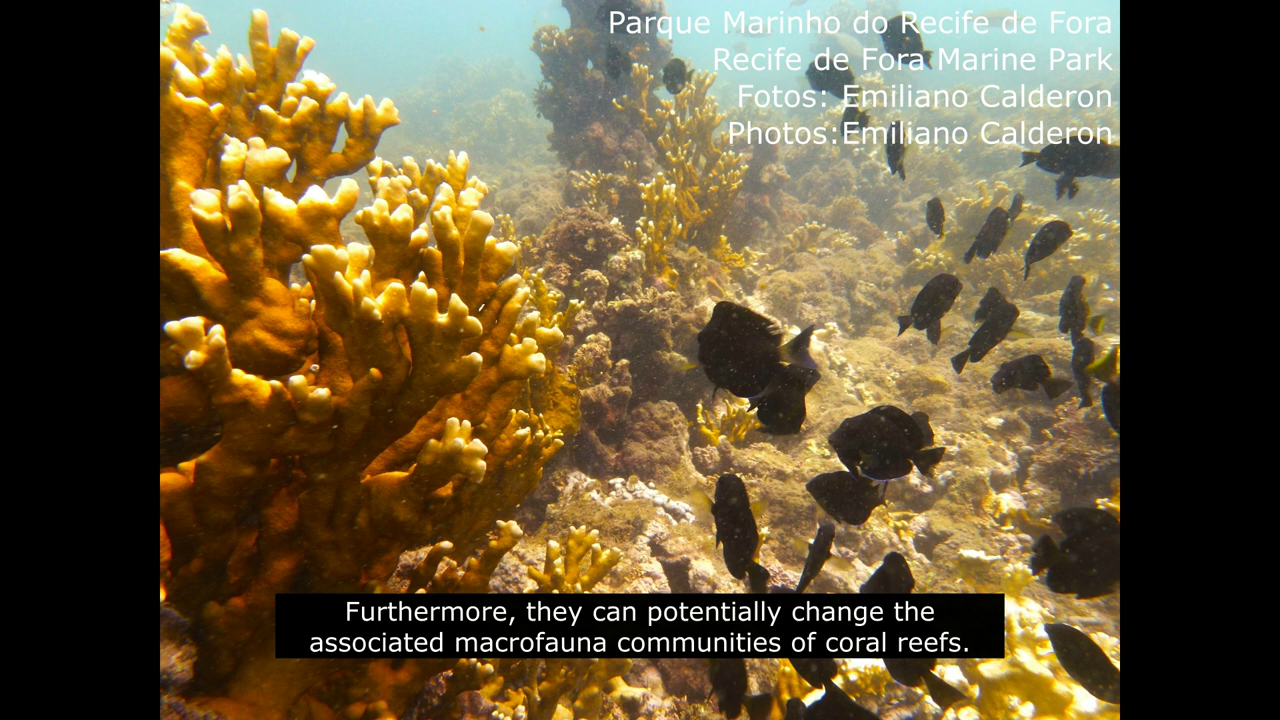 Parque Marinho do Recife de Fora
Recife de Fora Marine Park
Fotos: Emiliano Calderon
Photos:Emiliano Calderon
Furthermore, they can potentially change the
associated macrofauna communities of coral reefs.